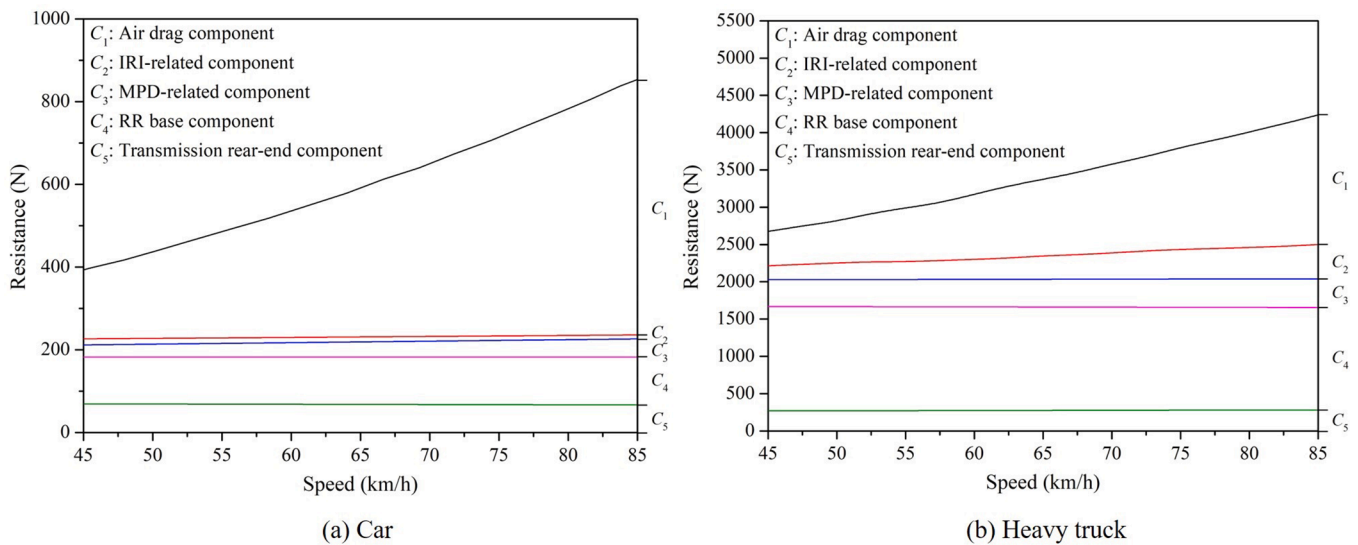 1000
800
600
400
200
0
Resistance (N)
C1: Air drag component
C2: IRI-related component
C3: MPD-related component
C4: RR base component
C5: Transmission rear-end component
C1
C2
C3
C4
C5
45 50 55 60 65 70 75 80 85
Speed (km/h)
(a) Car
5500
5000
4500
4000
3500
3000
2500
2000
1500
1000
500
0
Resistance (N)
C1: Air drag component
C2: IRI-related component
C3: MPD-related component
C4: RR base component
C5: Transmission rear-end component
C1
C2
C3
C4
C5
45 50 55 60 65 70 75 80 85
Speed (km/h)
(b) Heavy truck